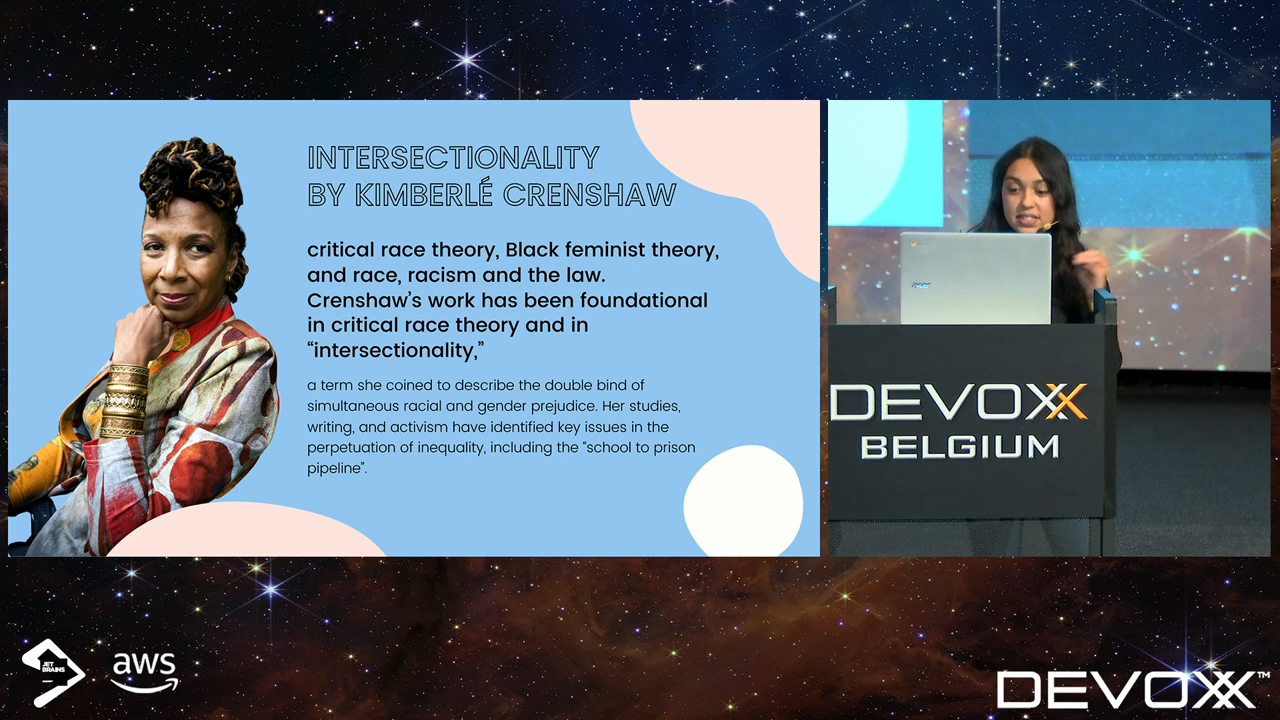 INTERSECTIONALITY
BY KIMBERLÉ CRENSHAW
critical race theory, Black feminist theory,
and race, racism and the law.
Crenshaw’s work has been foundational
in critical race theory and in
“intersectionality,”
a term she coined to describe the double bind of
simultaneous racial and gender prejudice. Her studies,
writing, and activism have identified key issues in the
perpetuation of inequality, including the “school to prison
pipeline”.
DEVOXX
BELGIUM
JET
BRAINS
aws
DEVOXX™